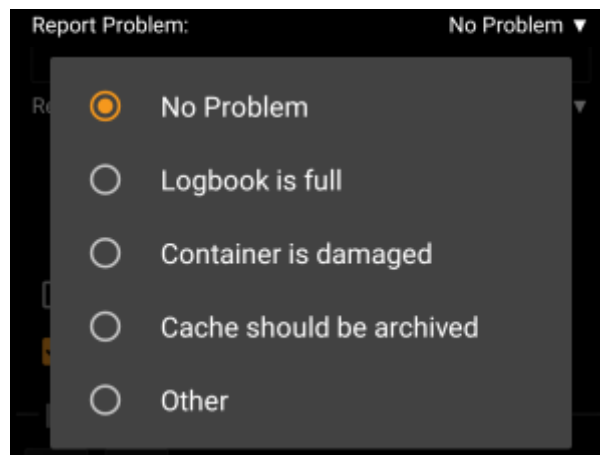 Report Problem: No Problem ▼
No Problem
Logbook is full
Container is damaged
Cache should be archived
Other